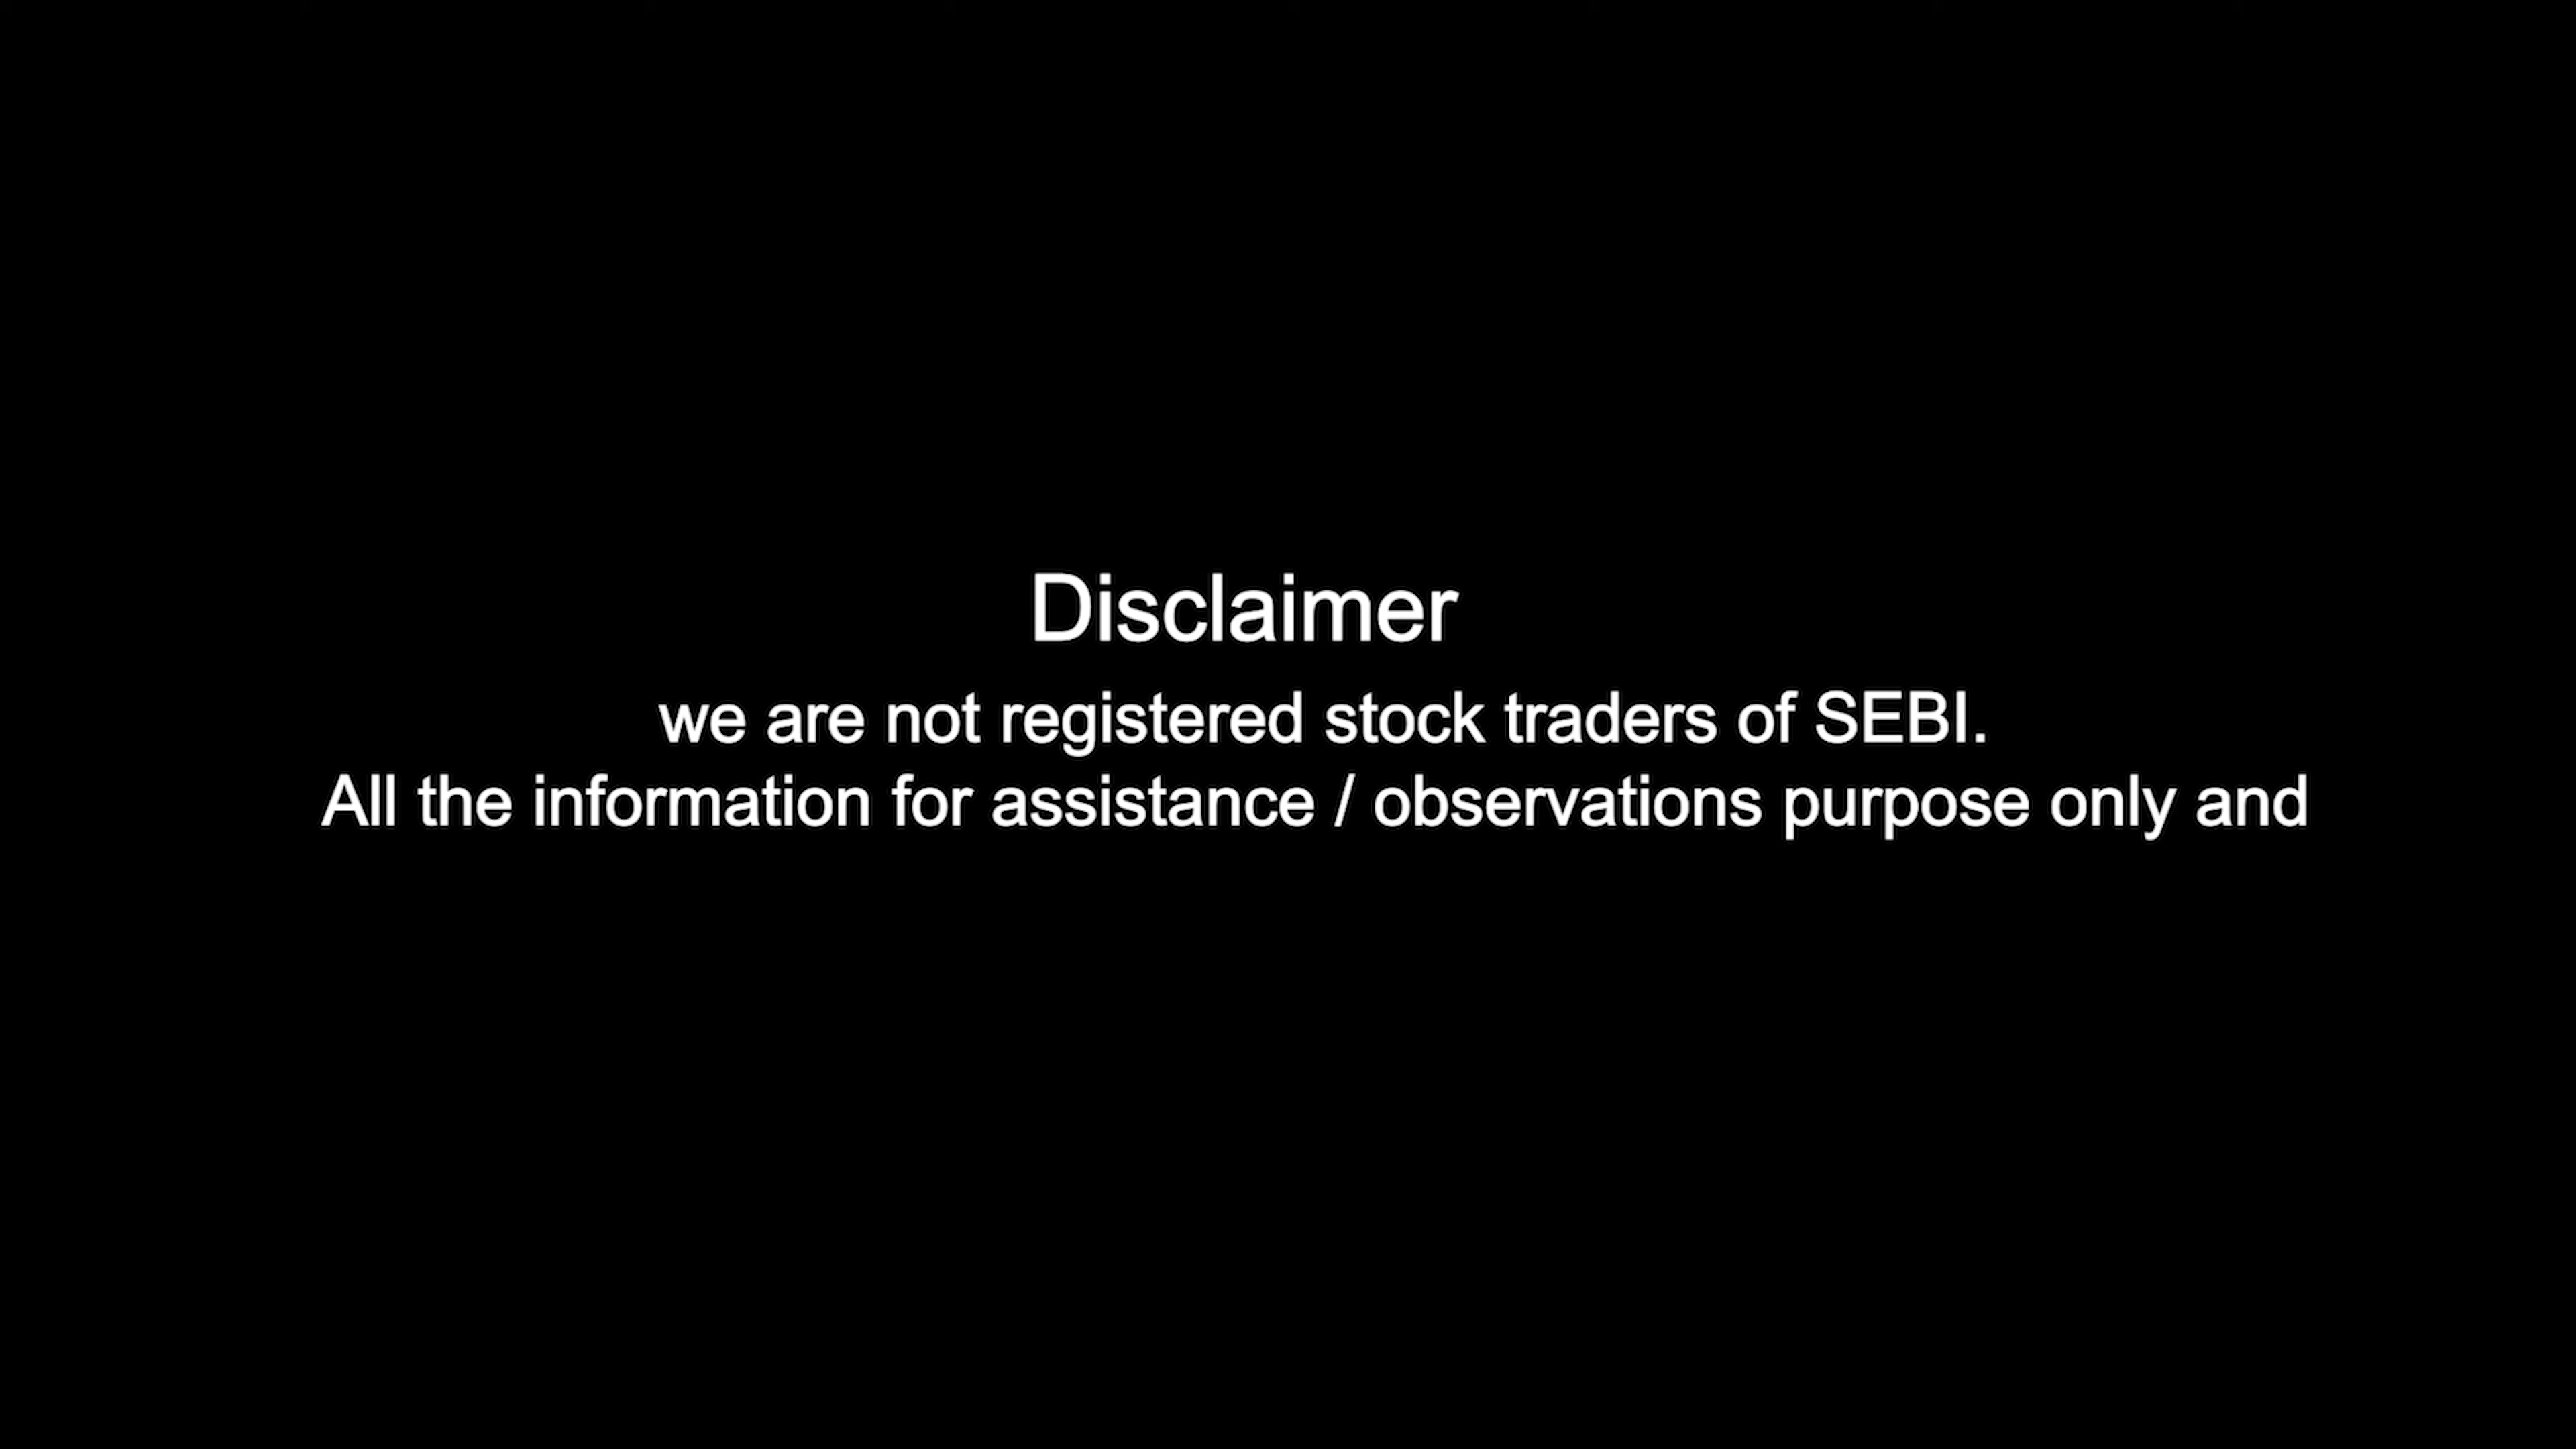 Disclaimer
we are not registered stock traders of SEBI.
All the information for assistance / observations purpose only and